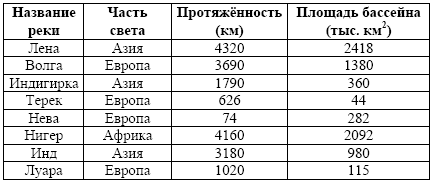 Название реки Часть света Протяжённость (км) Площадь бассейна (тыс. км²)
Лена Азия 4320 2418
Волга Европа 3690 1380
Индигирка Азия 1790 360
Терек Европа 626 44
Нева Европа 74 282
Нигер Африка 4160 2092
Инд Азия 3180 980
Луара Европа 1020 115